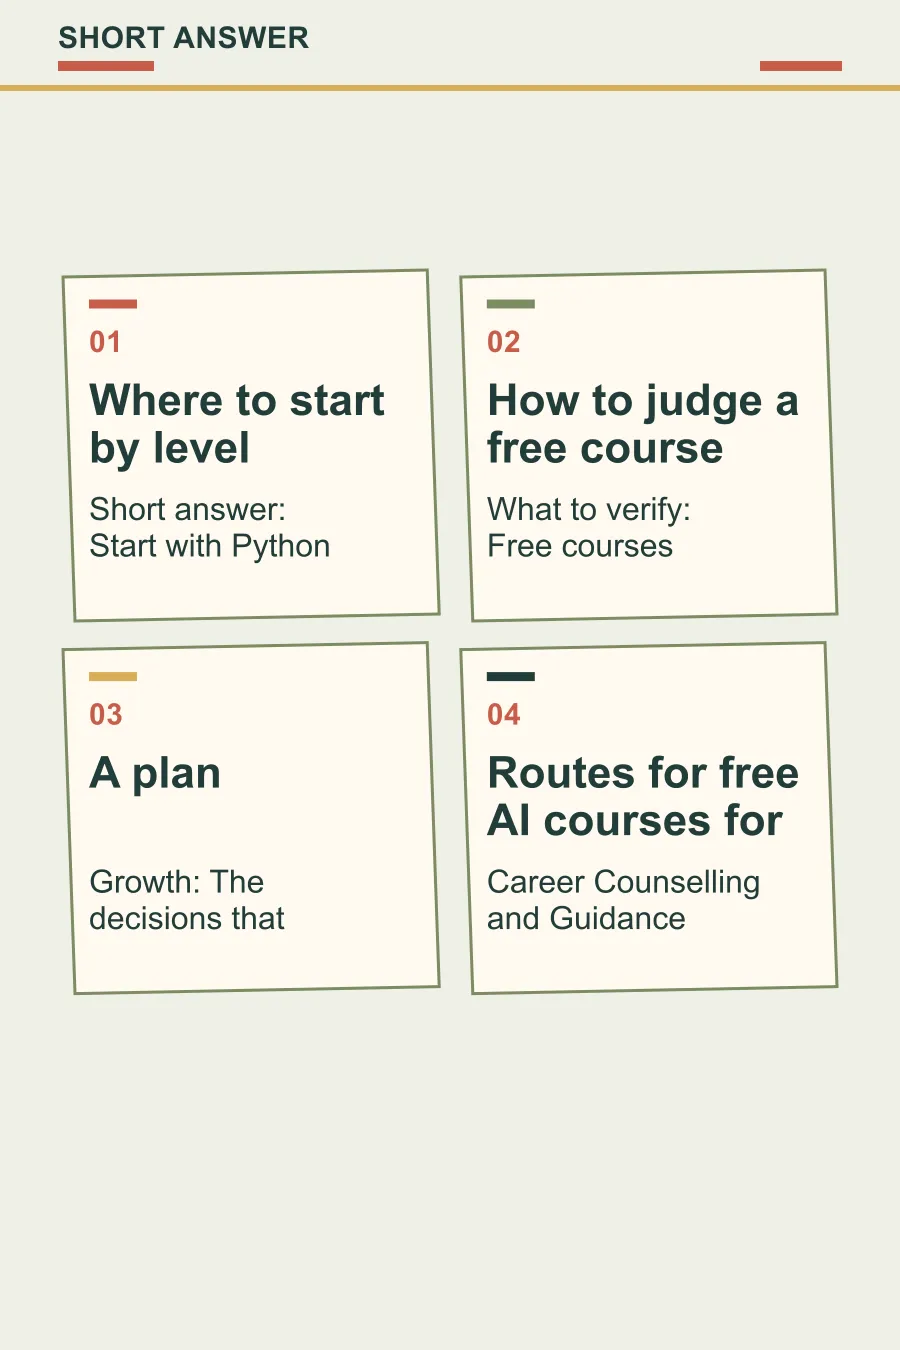 SHORT ANSWER
01
Where to start
by level
Short answer:
Start with Python
02
How to judge a
free course
What to verify:
Free courses
03
A plan
Growth: The
decisions that
04
Routes for free
AI courses for
Career Counselling
and Guidance